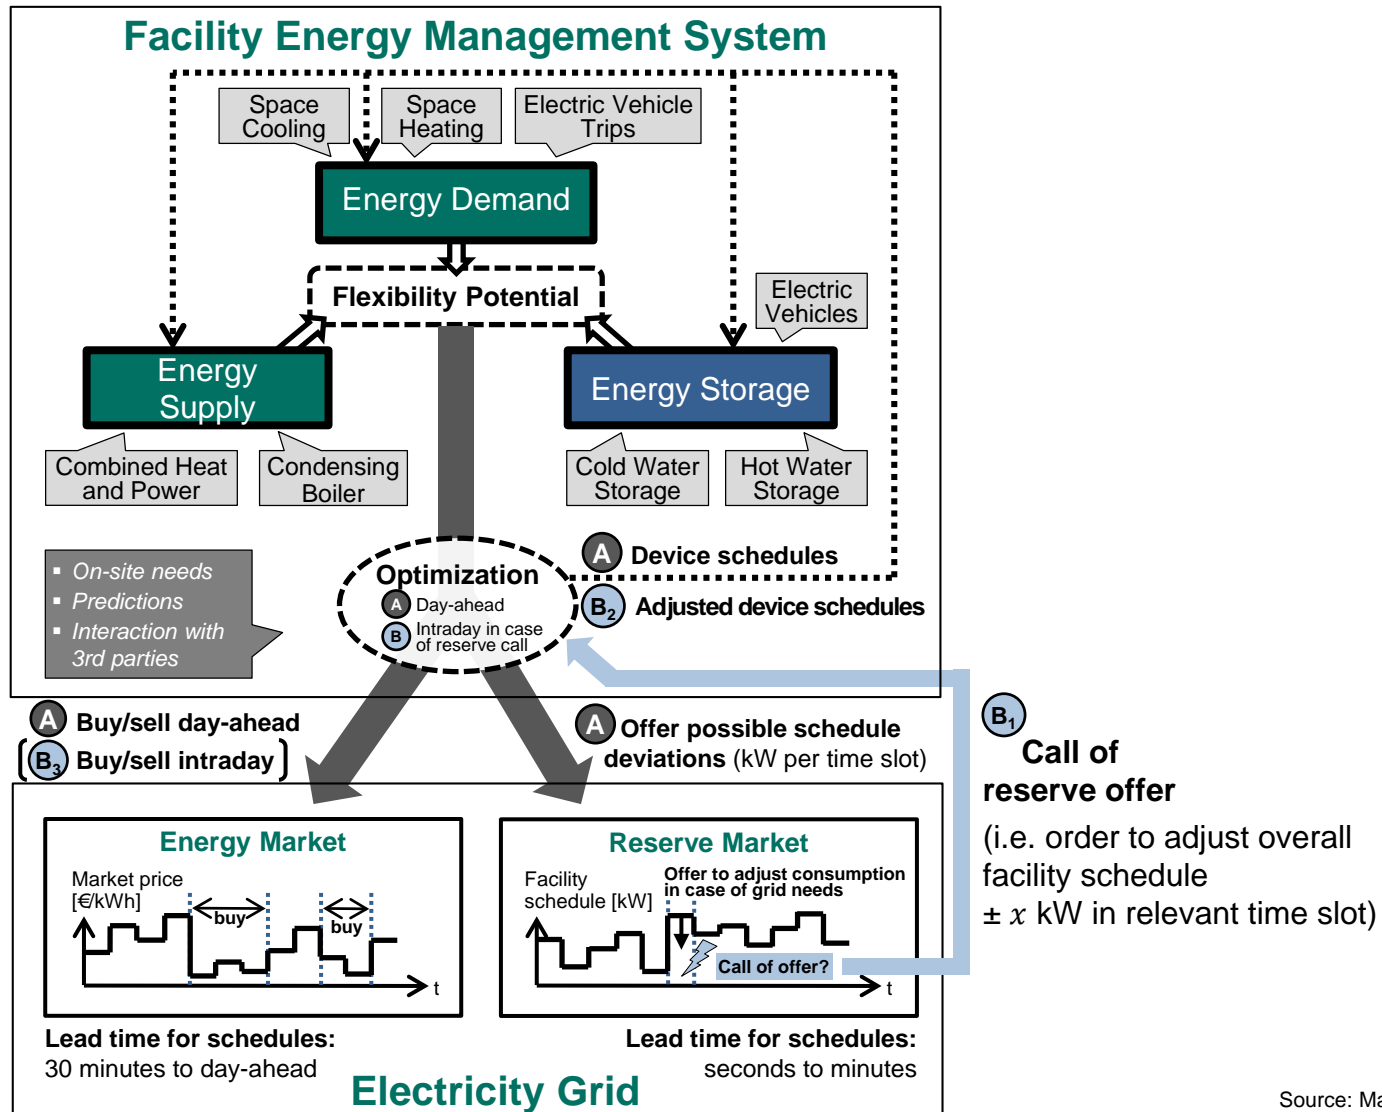 Facility Energy Management System
Space
Cooling
Space
Heating
Electric Vehicle
Trips
Energy Demand
Flexibility Potential
Electric
Vehicles
Energy
Supply
Energy Storage
Combined Heat
and Power
Condensing
Boiler
Cold Water
Storage
Hot Water
Storage
▪ On-site needs
▪ Predictions
▪ Interaction with
3rd parties
Optimization
A Day-ahead
B Intraday in case
of reserve call
A Device schedules
B2 Adjusted device schedules
A Buy/sell day-ahead
[B3 Buy/sell intraday]
A Offer possible schedule
deviations (kW per time slot)
B1
Call of
reserve offer
(i.e. order to adjust overall
facility schedule
± x kW in relevant time slot)
Energy Market
Market price
[€/kWh]
buy
buy
t
Reserve Market
Facility
schedule [kW]
Offer to adjust consumption
in case of grid needs
Call of offer?
t
Lead time for schedules:
30 minutes to day-ahead
Lead time for schedules:
seconds to minutes
Electricity Grid
Source: Ma